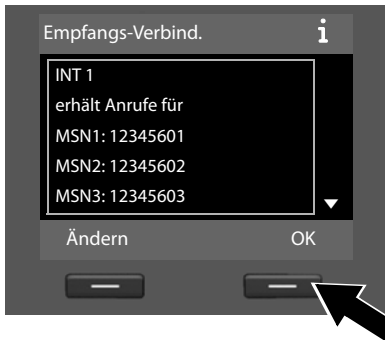 Empfangs-Verbind. i
INT 1
erhält Anrufe für
MSN1: 12345601
MSN2: 12345602
MSN3: 12345603
Ändern OK